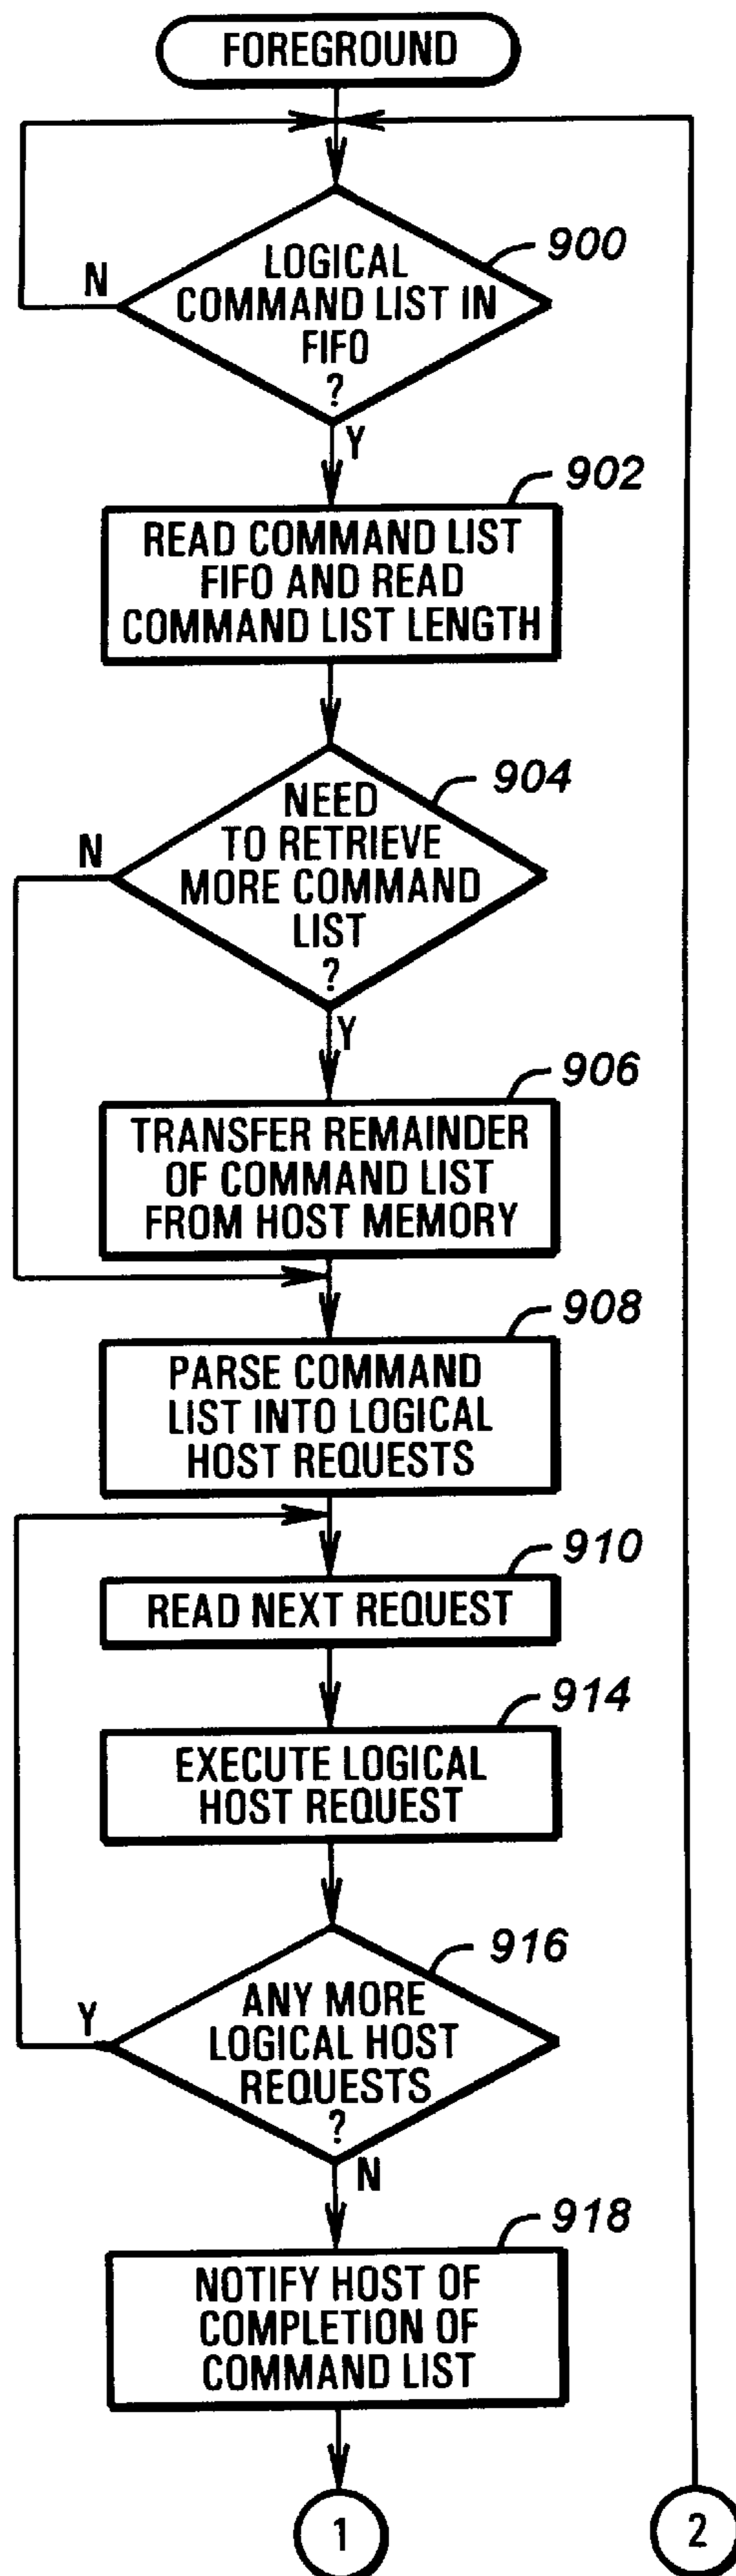 FOREGROUND
900
LOGICAL
COMMAND LIST IN
FIFO
?
N
Y
902
READ COMMAND LIST
FIFO AND READ
COMMAND LIST LENGTH
904
NEED
TO RETRIEVE
MORE COMMAND
LIST
?
N
Y
906
TRANSFER REMAINDER
OF COMMAND LIST
FROM HOST MEMORY
908
PARSE COMMAND
LIST INTO LOGICAL
HOST REQUESTS
910
READ NEXT REQUEST
914
EXECUTE LOGICAL
HOST REQUEST
916
ANY MORE
LOGICAL HOST
REQUESTS
?
Y
N
918
NOTIFY HOST OF
COMPLETION OF
COMMAND LIST
1
2